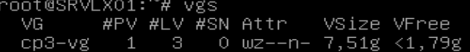 root@SRVLX01:~# vgs
VG #PV #LV #SN Attr VSize VFree
cp3-vg 1 3 0 wz--n- 7,51g <1,79g